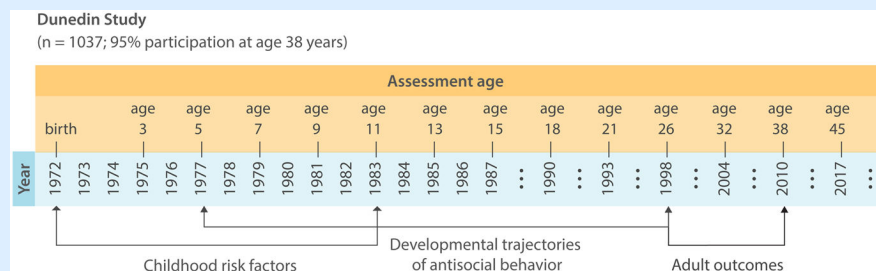 Dunedin Study
(n = 1037; 95% participation at age 38 years)
Assessment age
birth age 3 age 5 age 7 age 9 age 11 age 13 age 15 age 18 age 21 age 26 age 32 age 38 age 45
Year 1972 1973 1974 1975 1976 1977 1978 1979 1980 1981 1982 1983 1984 1985 1986 1987 ... 1990 ... 1993 ... 1998 ... 2004 ... 2010 ... 2017 ...
Childhood risk factors
Developmental trajectories
of antisocial behavior
Adult outcomes